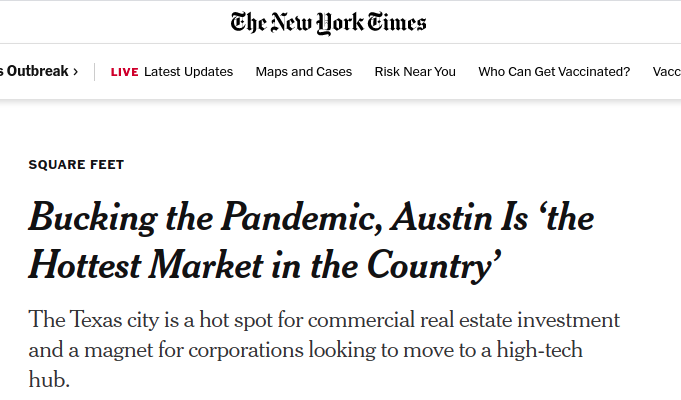 The New York Times
s Outbreak › LIVE Latest Updates Maps and Cases Risk Near You Who Can Get Vaccinated? Vacc
SQUARE FEET
Bucking the Pandemic, Austin Is ‘the
Hottest Market in the Country’
The Texas city is a hot spot for commercial real estate investment
and a magnet for corporations looking to move to a high-tech
hub.